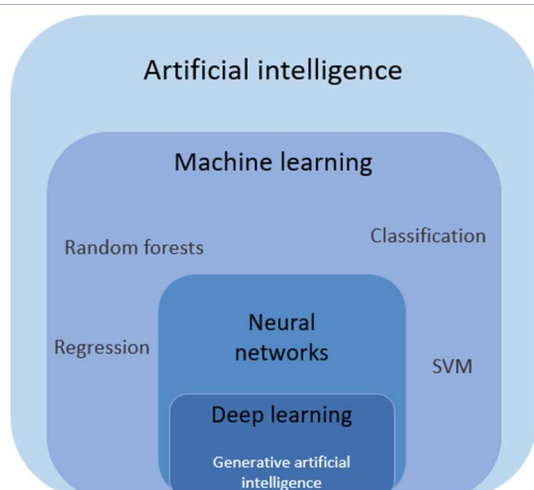 Artificial intelligence
Machine learning
Classification
Random forests
Neural
networks
Regression
SVM
Deep learning
Generative artificial
intelligence